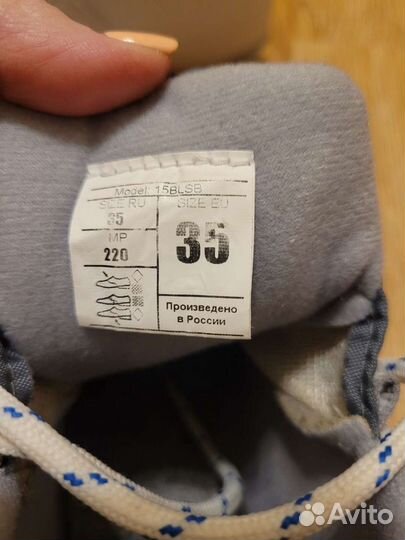 Model: 15BLSB
SIZE RU
35
MP
220
SIZE EU
35
Произведено
в России
Avito